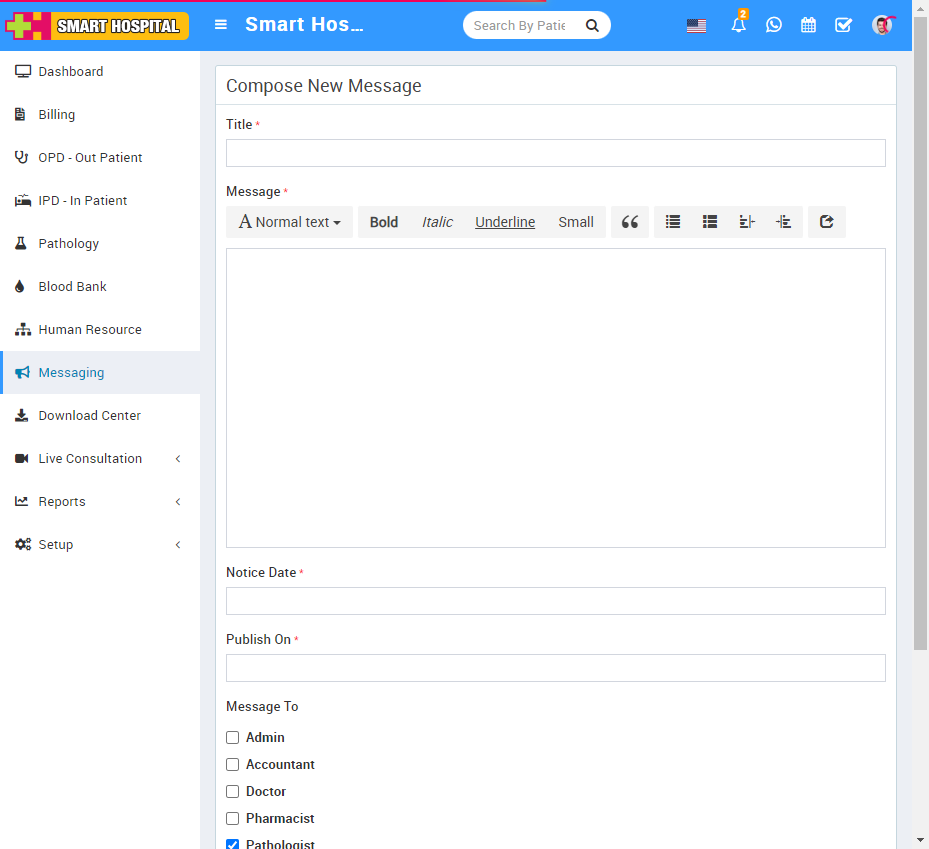 SMART HOSPITAL
Smart Hos...
Search By Patie
2
Dashboard
Billing
OPD - Out Patient
IPD - In Patient
Pathology
Blood Bank
Human Resource
Messaging
Download Center
Live Consultation
Reports
Setup
Compose New Message
Title *
Message *
A Normal text Bold Italic Underline Small
Notice Date *
Publish On *
Message To
Admin
Accountant
Doctor
Pharmacist
Pathologist